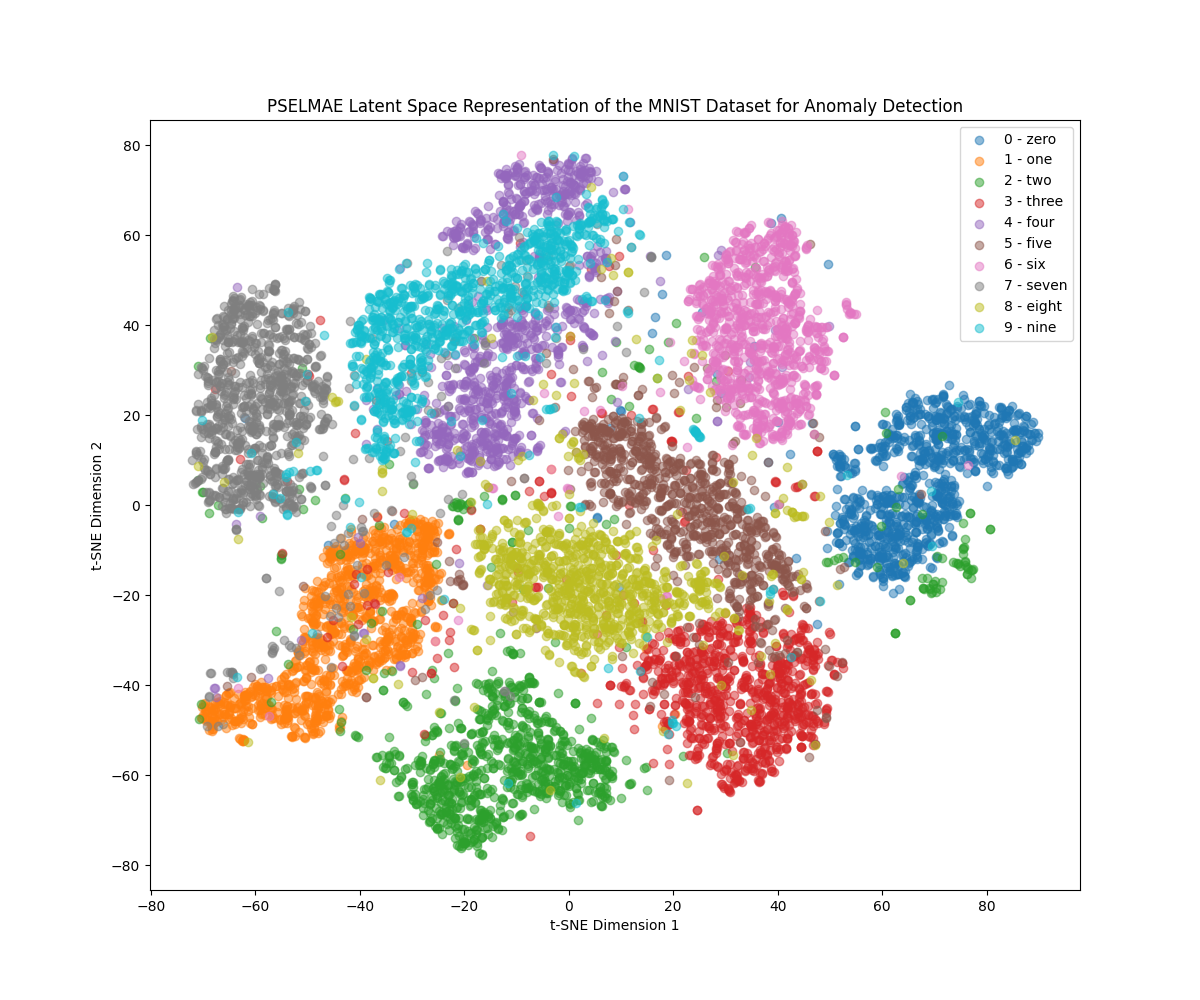 PSELMAE Latent Space Representation of the MNIST Dataset for Anomaly Detection
0 - zero
1 - one
2 - two
3 - three
4 - four
5 - five
6 - six
7 - seven
8 - eight
9 - nine
80
60
40
20
0
−20
−40
−60
−80
t-SNE Dimension 2
−80 −60 −40 −20 0 20 40 60 80
t-SNE Dimension 1